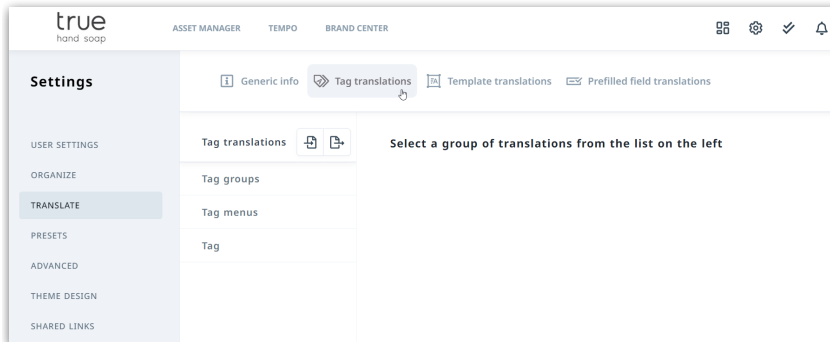 true
hand soap
ASSET MANAGER TEMPO BRAND CENTER
Settings
Generic info Tag translations Template translations Prefilled field translations
USER SETTINGS
ORGANIZE
TRANSLATE
PRESETS
ADVANCED
THEME DESIGN
SHARED LINKS
Tag translations
Tag groups
Tag menus
Tag
Select a group of translations from the list on the left